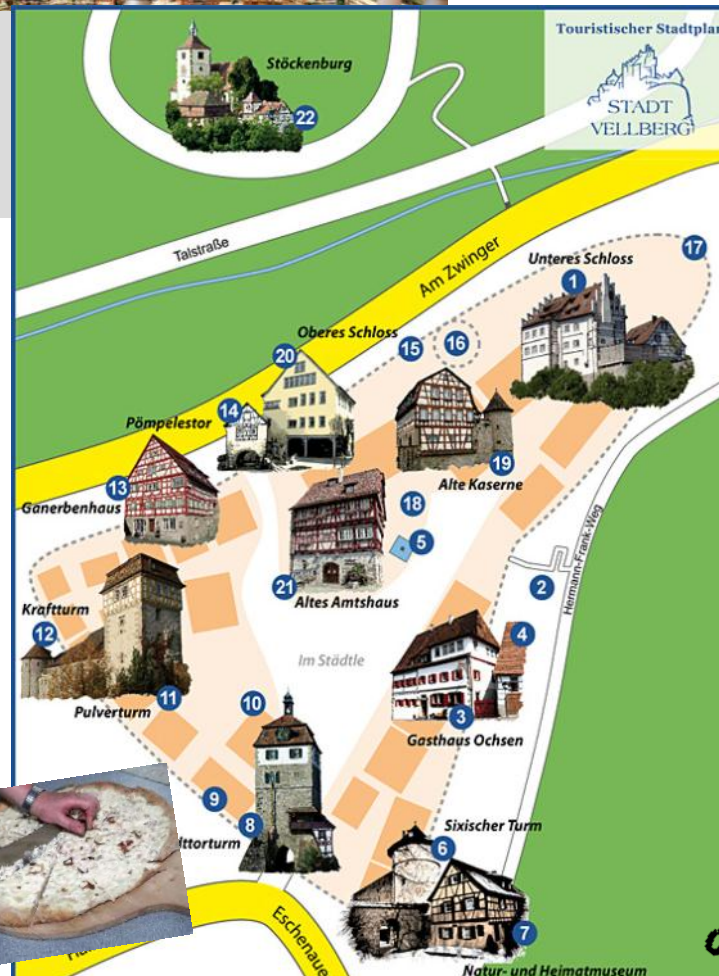 Touristischer Stadtplan
STADT
VELLBERG
Stöckenburg
22
Talstraße
Am Zwinger
Unteres Schloss
17
1
Oberes Schloss
15
16
20
14
Pömpelestor
13
Ganerbenhaus
19
Alte Kaserne
18
5
21
Altes Amtshaus
Hermann-Frank-Weg
2
Kraftturm
12
4
Im Städtle
11
Pulverturm
10
3
Gasthaus Ochsen
9
8
ttorturm
Sixischer Turm
6
7
Eschenaue
Natur- und Heimatmuseum